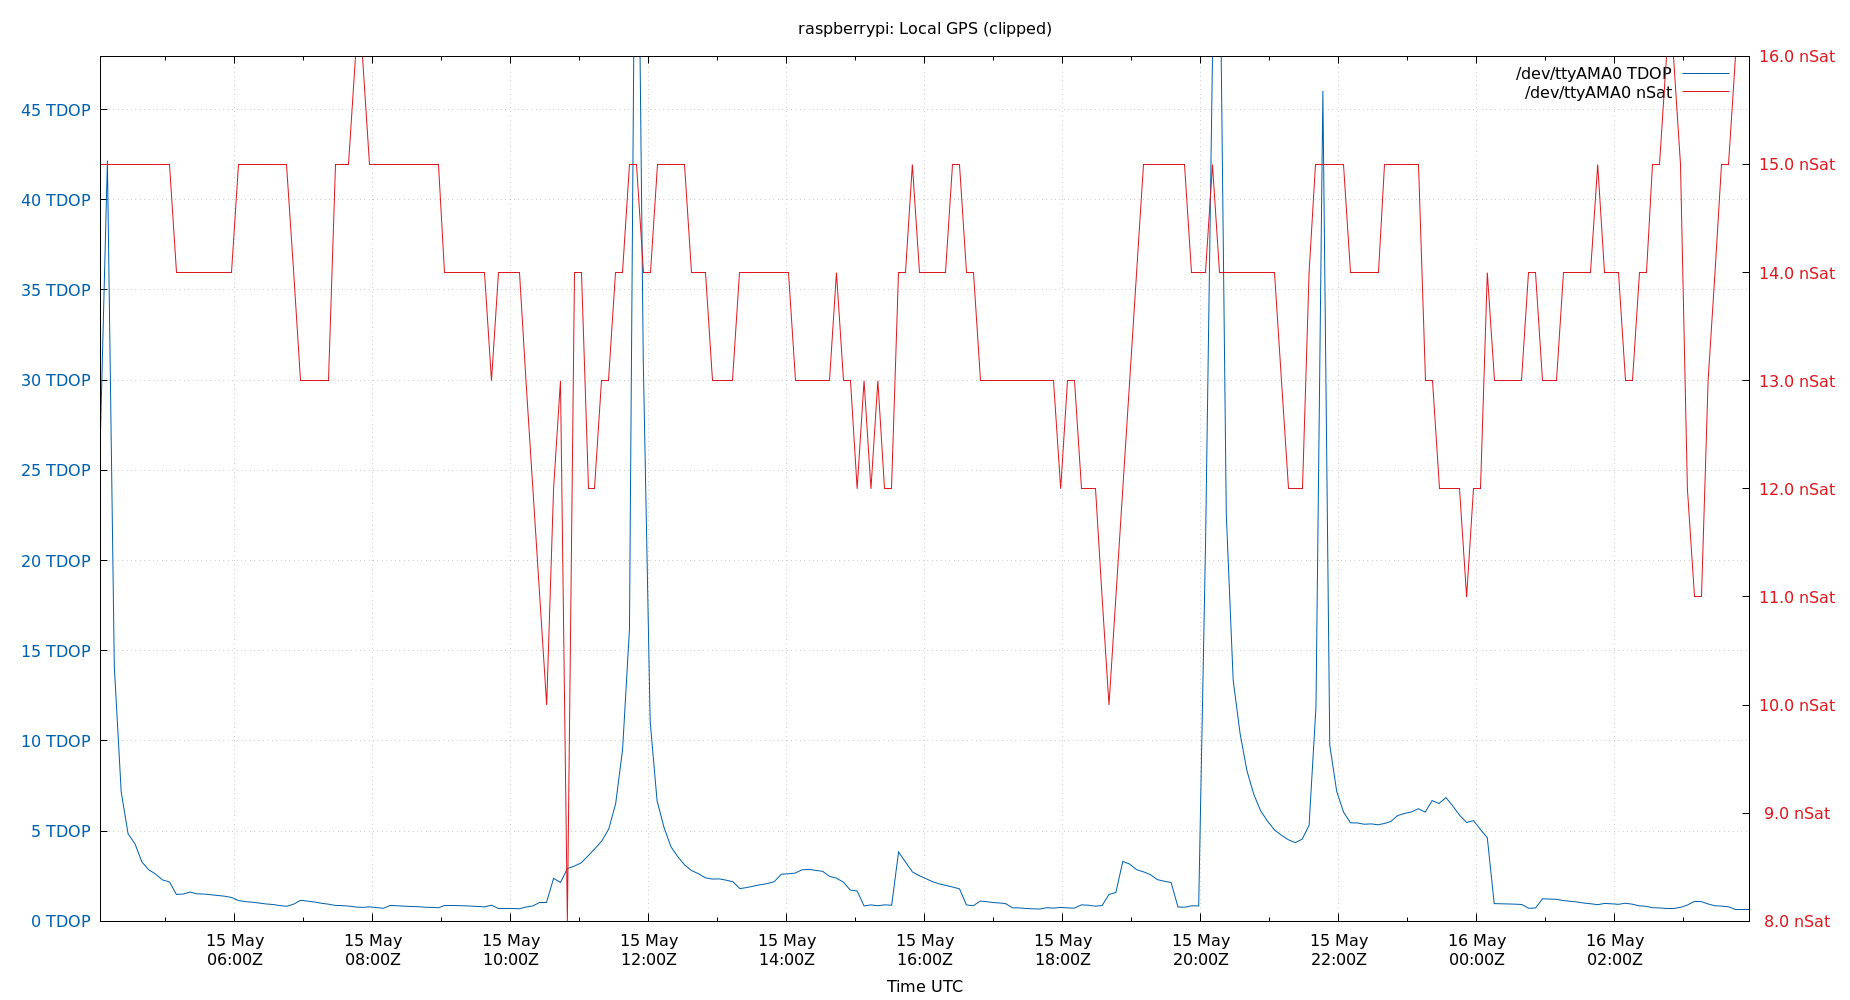 raspberrypi: Local GPS (clipped)
/dev/ttyAMA0 TDOP
/dev/ttyAMA0 nSat
45 TDOP
40 TDOP
35 TDOP
30 TDOP
25 TDOP
20 TDOP
15 TDOP
10 TDOP
5 TDOP
0 TDOP
16.0 nSat
15.0 nSat
14.0 nSat
13.0 nSat
12.0 nSat
11.0 nSat
10.0 nSat
9.0 nSat
8.0 nSat
15 May
06:00Z
15 May
08:00Z
15 May
10:00Z
15 May
12:00Z
15 May
14:00Z
15 May
16:00Z
15 May
18:00Z
15 May
20:00Z
15 May
22:00Z
16 May
00:00Z
16 May
02:00Z
Time UTC